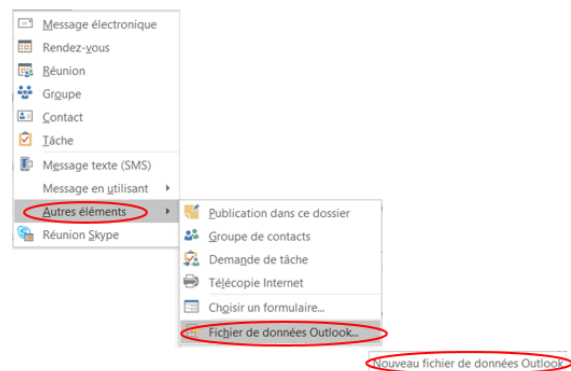 Message électronique
Rendez-vous
Réunion
Groupe
Contact
Tâche
Message texte (SMS)
Message en utilisant
Autres éléments
Réunion Skype
Publication dans ce dossier
Groupe de contacts
Demande de tâche
Télécopie Internet
Choisir un formulaire...
Fichier de données Outlook...
Nouveau fichier de données Outlook